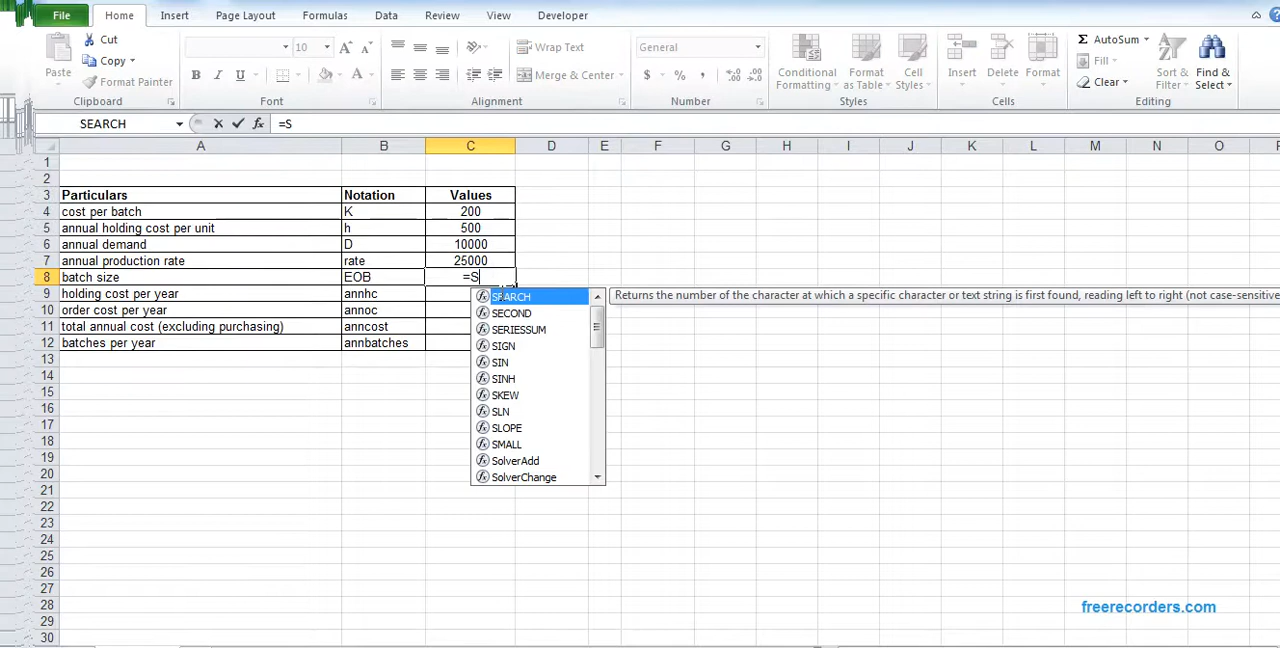 File Home Insert Page Layout Formulas Data Review View Developer
Paste Cut Copy Format Painter Clipboard
10 B I U A A A Font
Wrap Text Merge & Center Alignment
General $ % , .00 Number
Conditional Formatting Format as Table Cell Styles Styles
Insert Delete Format Cells
Σ AutoSum Fill Clear Sort & Filter Find & Select Editing
SEARCH fx =S
A B C D E F G H I J K L M N O
1
2
3 Particulars Notation Values
4 cost per batch K 200
5 annual holding cost per unit h 500
6 annual demand D 10000
7 annual production rate rate 25000
8 batch size EOB =S
9 holding cost per year annhc
10 order cost per year annoc
11 total annual cost (excluding purchasing) anncost
12 batches per year annbatches
SEARCH Returns the number of the character at which a specific character or text string is first found, reading left to right (not case-sensitive
SECOND
SERIESSUM
SIGN
SIN
SINH
SKEW
SLN
SLOPE
SMALL
SolverAdd
SolverChange
13
14
15
16
17
18
19
20
21
22
23
24
25
26
27
28
29
30
freerecorders.com